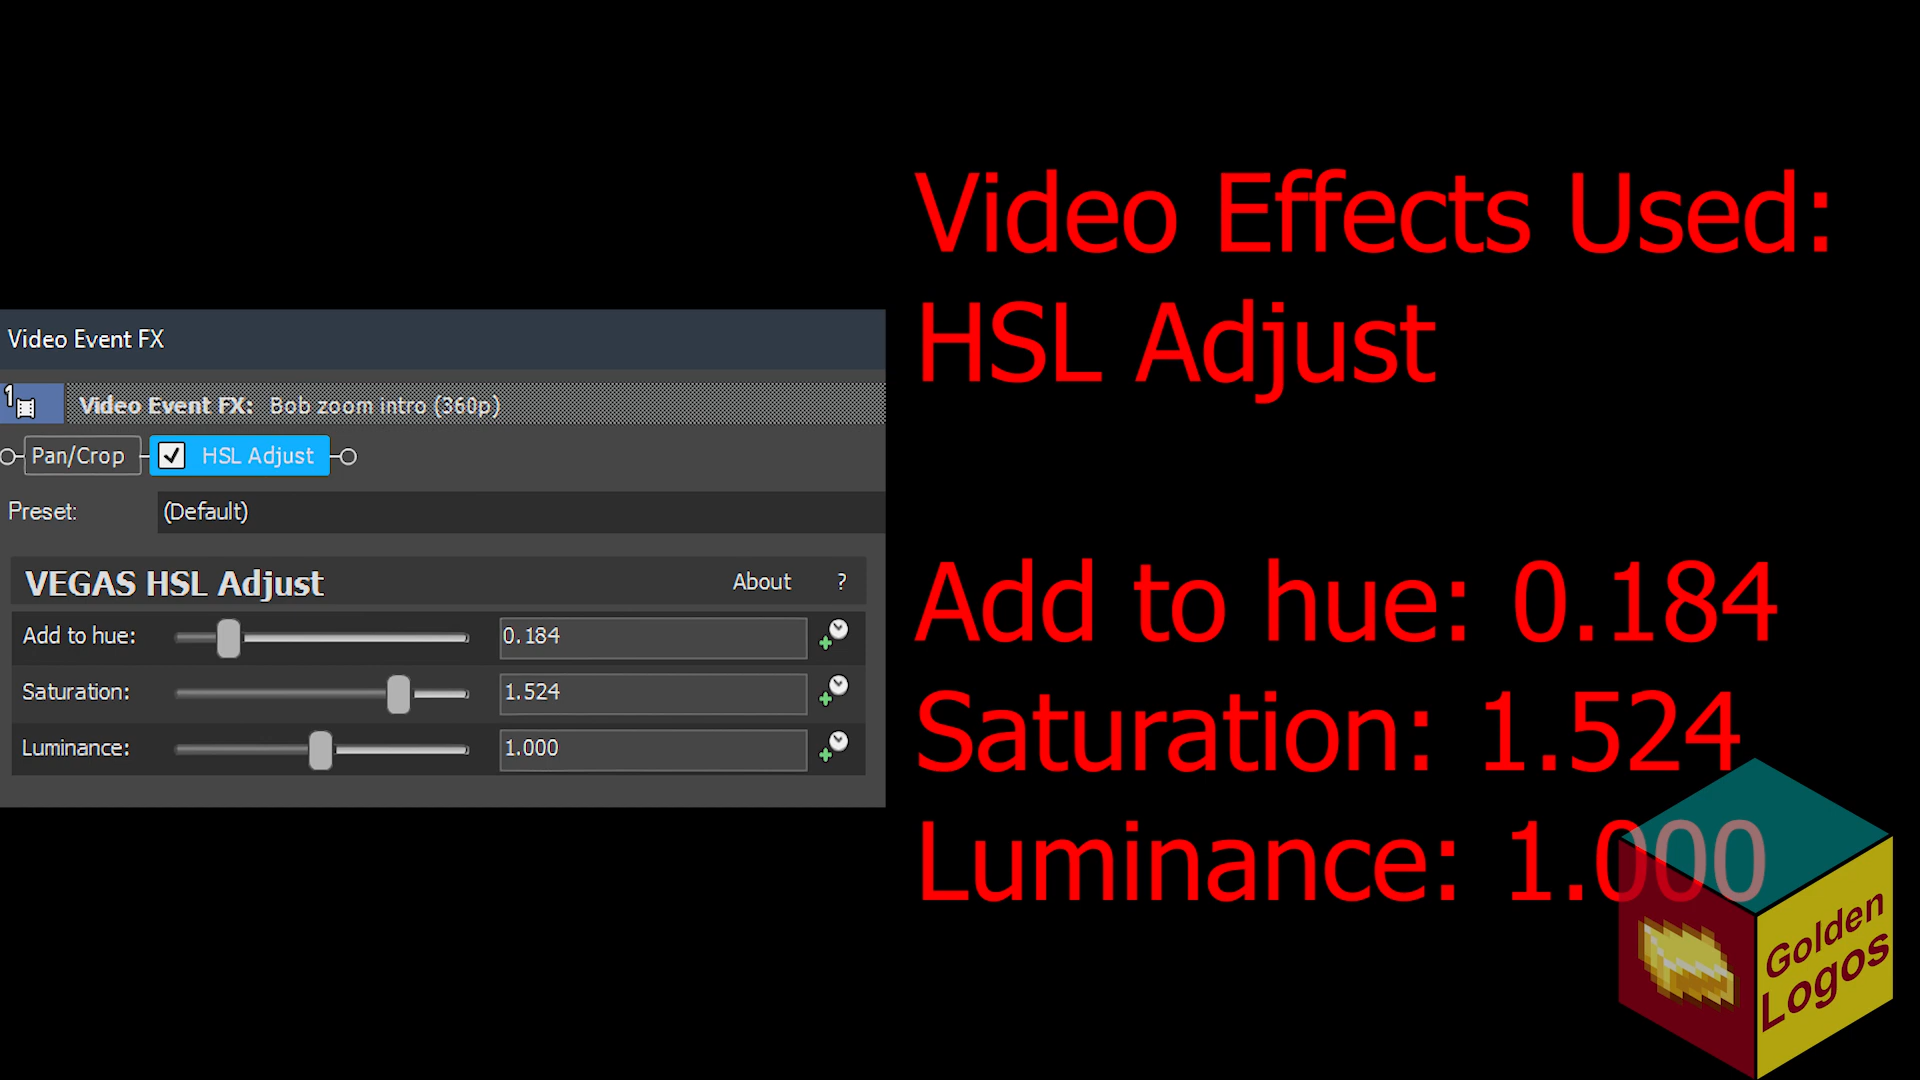 Video Event FX
1
Video Event FX: Bob zoom intro (360p)
Pan/Crop HSL Adjust
Preset: (Default)
VEGAS HSL Adjust About ?
Add to hue: 0.184
Saturation: 1.524
Luminance: 1.000
Video Effects Used:
HSL Adjust
Add to hue: 0.184
Saturation: 1.524
Luminance: 1.000
Golden
Logos